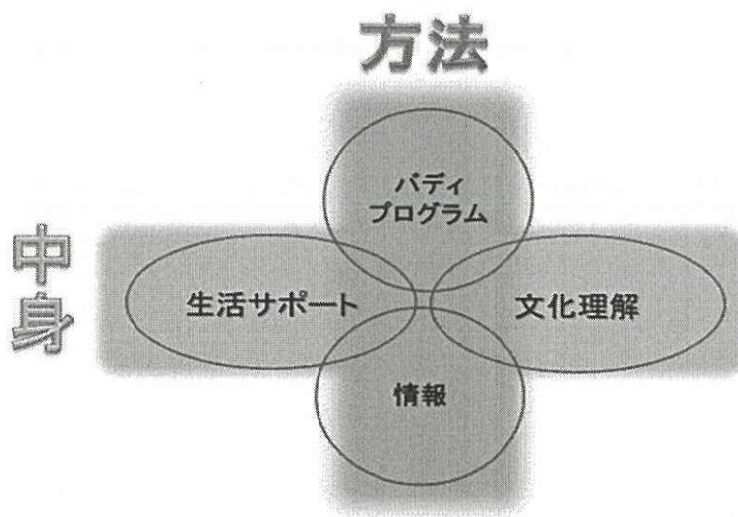 方法
バディ
プログラム
中身
生活サポート
文化理解
情報